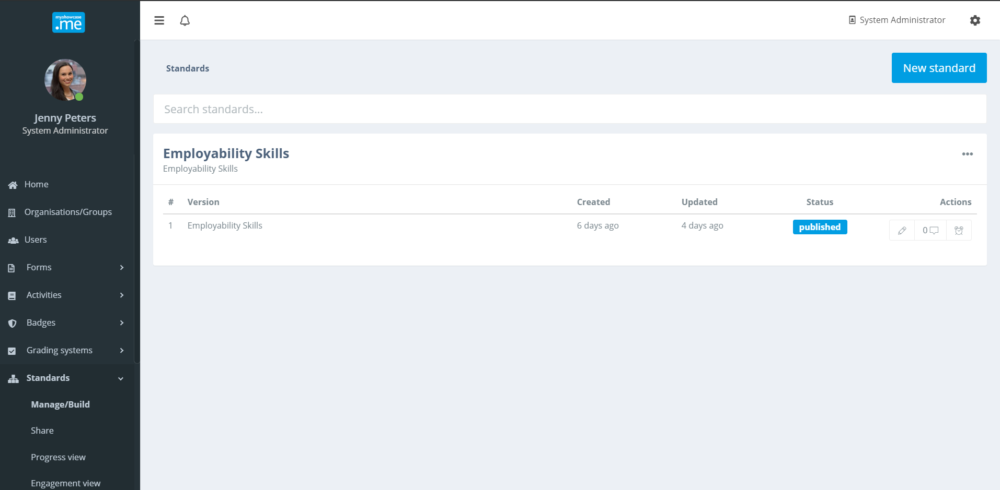 myshowcase
.me
System Administrator
Jenny Peters
System Administrator
Home
Organisations/Groups
Users
Forms
Activities
Badges
Grading systems
Standards
Manage/Build
Share
Progress view
Engagement view
Standards
New standard
Search standards...
Employability Skills
Employability Skills
# Version Created Updated Status Actions
1 Employability Skills 6 days ago 4 days ago published 0